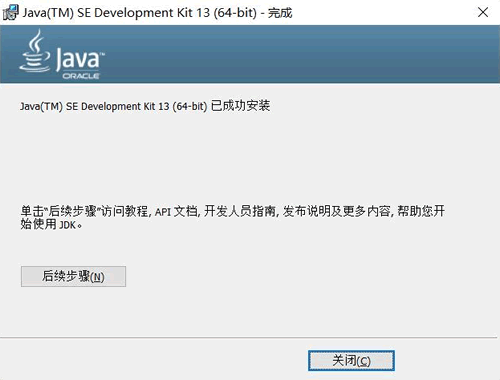 Java(TM) SE Development Kit 13 (64-bit) - 完成
Java™
ORACLE
Java(TM) SE Development Kit 13 (64-bit) 已成功安装
单击“后续步骤”访问教程, API 文档, 开发人员指南, 发布说明及更多内容, 帮助您开
始使用 JDK。
后续步骤(N)
关闭(C)